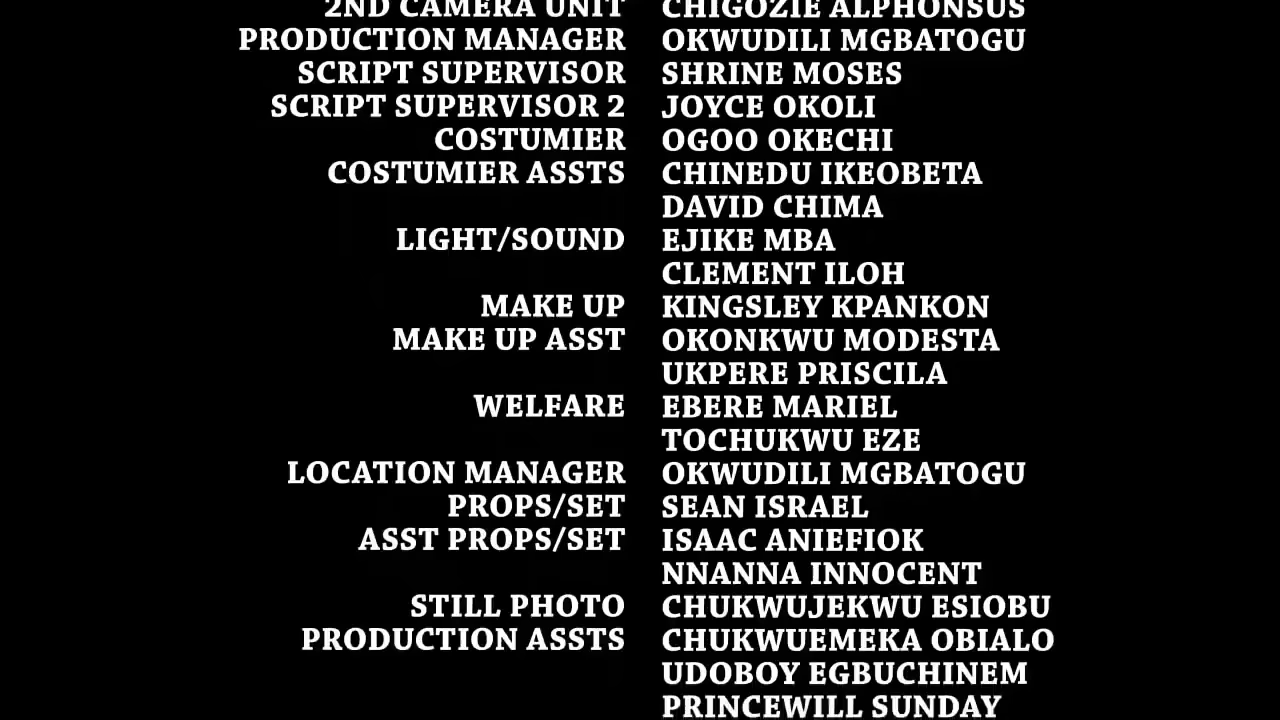 2ND CAMERA UNIT CHIGOZIE ALPHONSUS
PRODUCTION MANAGER OKWUDILI MGBATOGU
SCRIPT SUPERVISOR SHRINE MOSES
SCRIPT SUPERVISOR 2 JOYCE OKOLI
COSTUMIER OGOO OKECHI
COSTUMIER ASSTS CHINEDU IKEOBETA
DAVID CHIMA
LIGHT/SOUND EJIKE MBA
CLEMENT ILOH
MAKE UP KINGSLEY KPANKON
MAKE UP ASST OKONKWU MODESTA
UKPERE PRISCILA
WELFARE EBERE MARIEL
TOCHUKWU EZE
LOCATION MANAGER OKWUDILI MGBATOGU
PROPS/SET SEAN ISRAEL
ASST PROPS/SET ISAAC ANIEFIOK
NNANNA INNOCENT
STILL PHOTO CHUKWUJEKWU ESIOBU
PRODUCTION ASSTS CHUKWUEMEKA OBIALO
UDOBOY EGBUCHINEM
PRINCEWILL SUNDAY